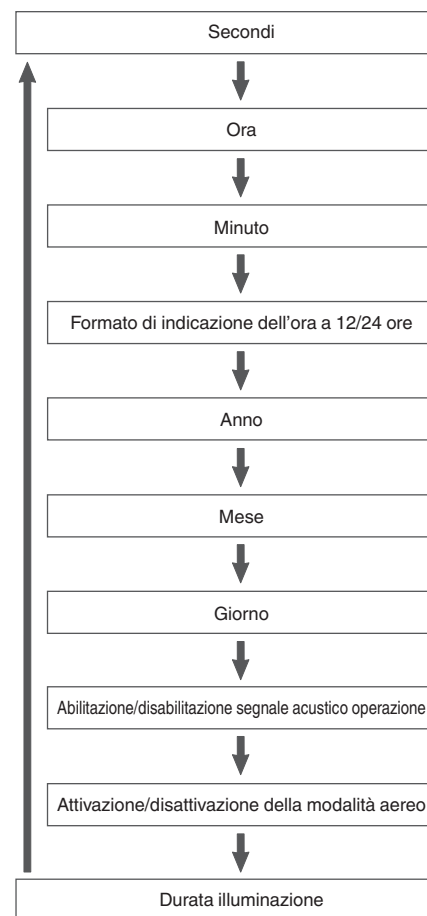 Secondi
Ora
Minuto
Formato di indicazione dell'ora a 12/24 ore
Anno
Mese
Giorno
Abilitazione/disabilitazione segnale acustico operazione
Attivazione/disattivazione della modalità aereo
Durata illuminazione